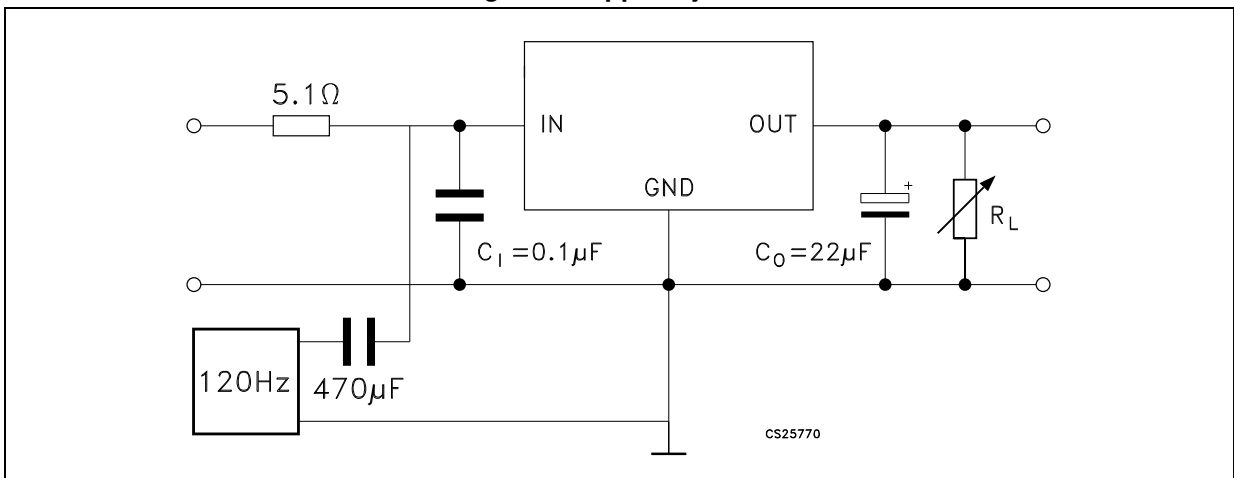 5.1Ω
IN
OUT
GND
R_L
C_I=0.1µF
C_O=22µF
120Hz
470µF
CS25770